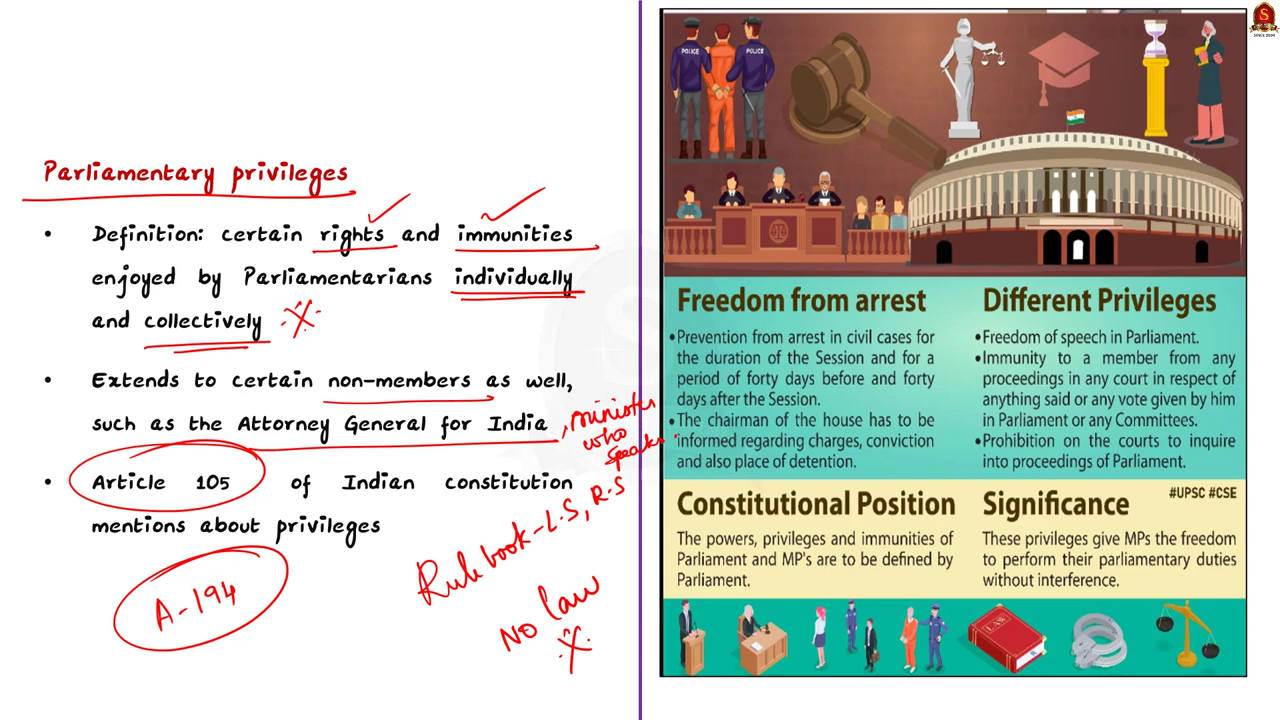 Parliamentary privileges
• Definition: certain rights and immunities
enjoyed by Parliamentarians individually
and collectively
• Extends to certain non-members as well,
such as the Attorney General for India, minister
who
speaks
• Article 105 of Indian constitution
mentions about privileges
Rule book - L.S, R.S
A-194
No law
POLICE
POLICE
Freedom from arrest
•Prevention from arrest in civil cases for
the duration of the Session and for a
period of forty days before and forty
days after the Session.
•The chairman of the house has to be
informed regarding charges, conviction
and also place of detention.
Different Privileges
•Freedom of speech in Parliament.
•Immunity to a member from any
proceedings in any court in respect of
anything said or any vote given by him
in Parliament or any Committees.
•Prohibition on the courts to inquire
into proceedings of Parliament.
Constitutional Position
The powers, privileges and immunities of
Parliament and MP's are to be defined by
Parliament.
#UPSC #CSE
Significance
These privileges give MPs the freedom
to perform their parliamentary duties
without interference.
LAW
S
SINCE 2004